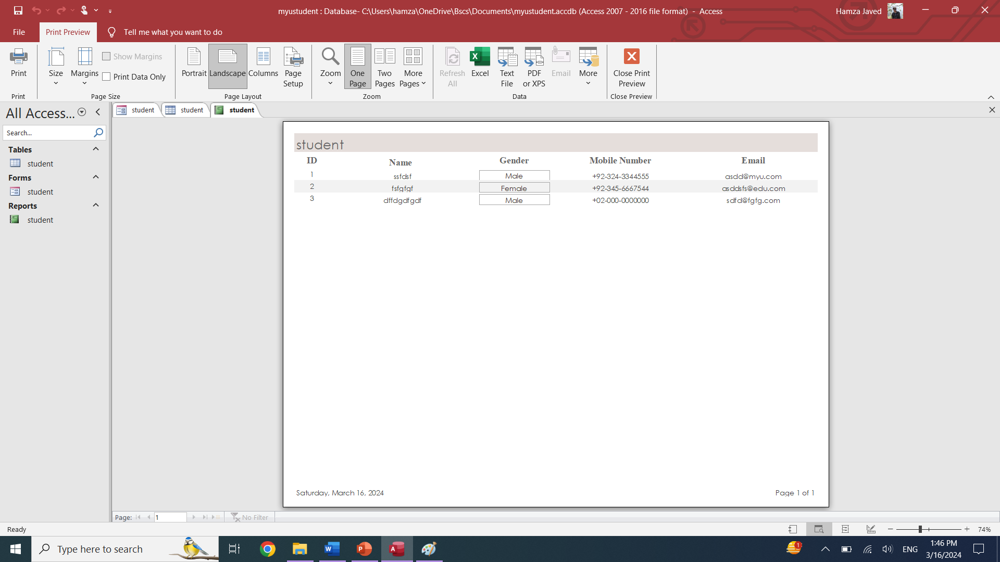 myustudent : Database- C:\Users\hamza\OneDrive\Bscs\Documents\myustudent.accdb (Access 2007 - 2016 file format) - Access
Hamza Javed
File
Print Preview
Tell me what you want to do
Print
Size
Margins
Show Margins
Print Data Only
Portrait
Landscape
Columns
Page Setup
Zoom
One Page
Two Pages
More Pages
Refresh All
Excel
Text File
PDF or XPS
Email
More
Close Print Preview
Print
Page Size
Page Layout
Zoom
Data
Close Preview
All Access...
student
student
student
Search...
Tables
student
Forms
student
Reports
student
student
ID Name Gender Mobile Number Email
1 ssfdsf Male +92-324-3344555 asdd@myu.com
2 fsfgfgf Female +92-345-6667544 asddsfs@edu.com
3 dffdgdfgdf Male +02-000-0000000 sdfd@fgfg.com
Saturday, March 16, 2024
Page 1 of 1
Page: 1
No Filter
Ready
74%
Type here to search
W
P
A
1
ENG
1:46 PM
3/16/2024